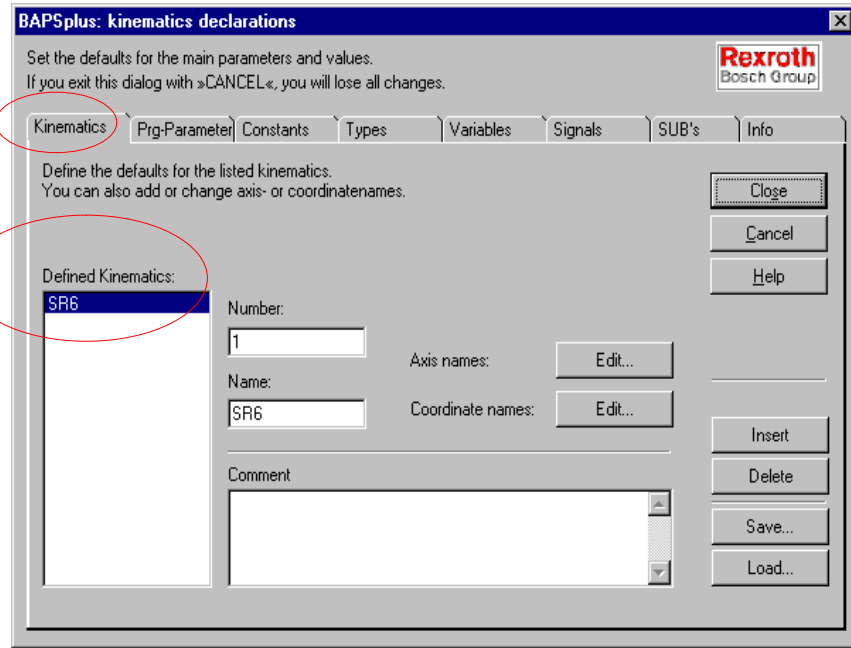 BAPSplus: kinematics declarations
Set the defaults for the main parameters and values.
If you exit this dialog with »CANCEL«, you will lose all changes.
Rexroth
Bosch Group
Kinematics Prg-Parameter Constants Types Variables Signals SUB's Info
Define the defaults for the listed kinematics.
You can also add or change axis- or coordinatenames.
Close
Cancel
Help
Defined Kinematics:
SR6
Number:
1
Axis names: Edit...
Name:
SR6
Coordinate names: Edit...
Insert
Comment
Delete
Save...
Load...